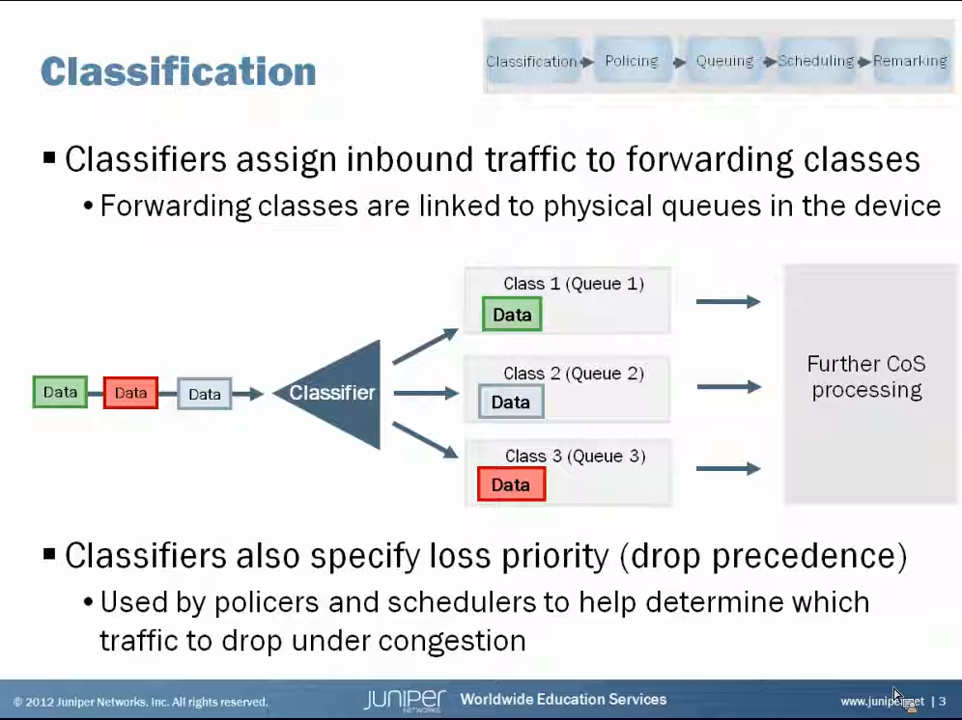 Classification
Classification Policing Queuing Scheduling Remarking
▪ Classifiers assign inbound traffic to forwarding classes
• Forwarding classes are linked to physical queues in the device
Class 1 (Queue 1)
Data
Class 2 (Queue 2)
Data
Class 3 (Queue 3)
Data
Data Data Data
Classifier
Further CoS
processing
▪ Classifiers also specify loss priority (drop precedence)
• Used by policers and schedulers to help determine which
traffic to drop under congestion
© 2012 Juniper Networks, Inc. All rights reserved.
JUNIPER
NETWORKS
Worldwide Education Services
www.juniper.net | 3